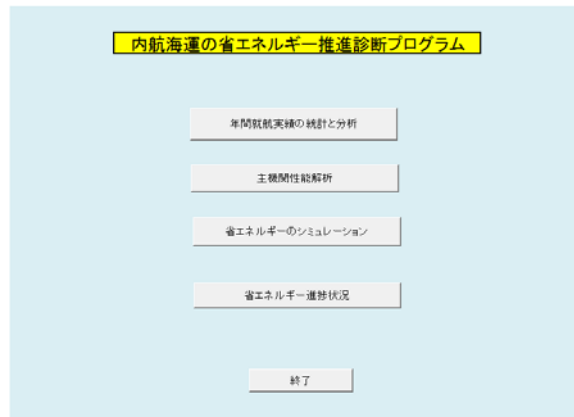 内航海運の省エネルギー推進診断プログラム
年間就航実績の統計と分析
主機関性能解析
省エネルギーのシミュレーション
省エネルギー進捗状況
終了